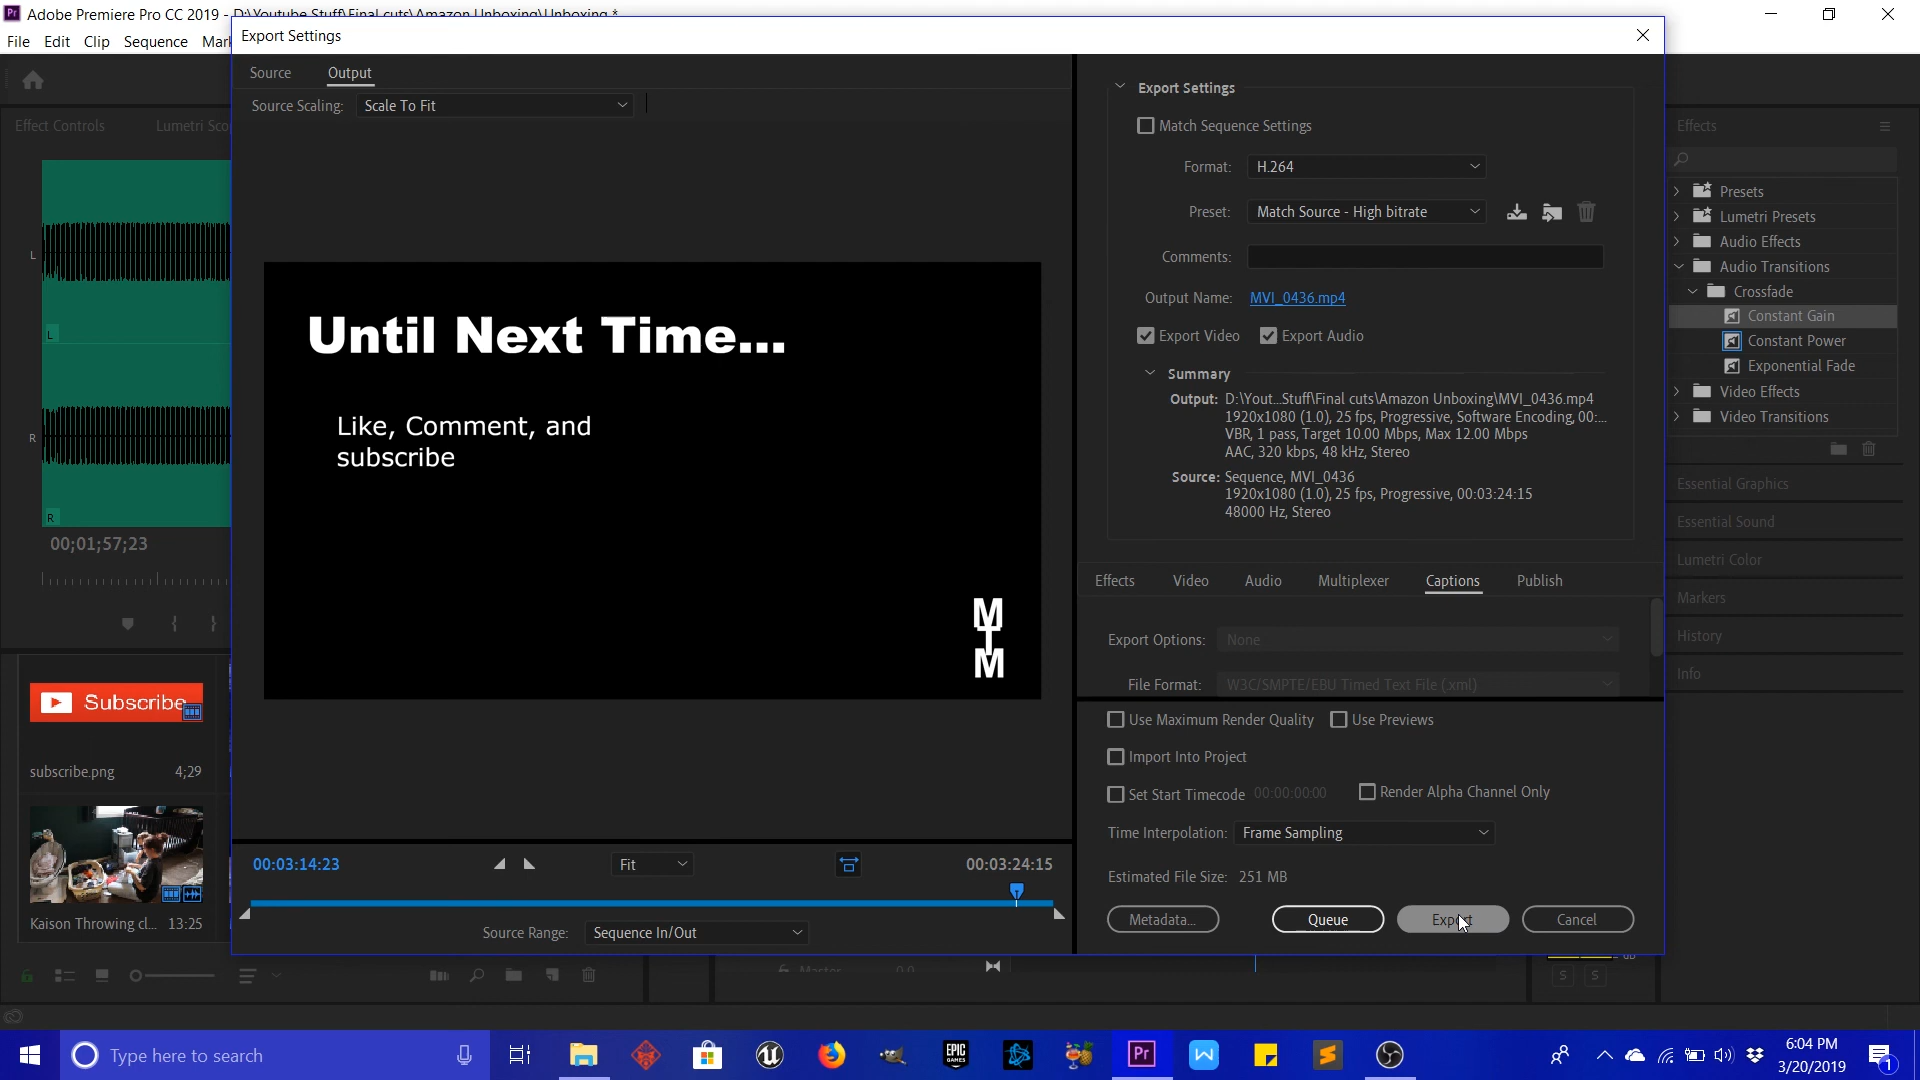 Adobe Premiere Pro CC 2019 - D:\Youtube Stuff\Final cuts\Amazon Unboxing\Unboxing *
File Edit Clip Sequence
Export Settings
Source Output
Source Scaling: Scale To Fit
Effect Controls
Lumetri Sco
L
L
R
R
00;01;57;23
Until Next Time...
Like, Comment, and
subscribe
M
T
M
Subscribe
subscribe.png 4;29
Kaison Throwing cl... 13:25
00:03:14:23
Fit
00:03:24:15
Source Range: Sequence In/Out
Export Settings
Match Sequence Settings
Format: H.264
Preset: Match Source - High bitrate
Comments:
Output Name: MVI_0436.mp4
Export Video Export Audio
Summary
Output: D:\Yout...Stuff\Final cuts\Amazon Unboxing\MVI_0436.mp4
1920x1080 (1.0), 25 fps, Progressive, Software Encoding, 00:...
VBR, 1 pass, Target 10.00 Mbps, Max 12.00 Mbps
AAC, 320 kbps, 48 kHz, Stereo
Source: Sequence, MVI_0436
1920x1080 (1.0), 25 fps, Progressive, 00:03:24:15
48000 Hz, Stereo
Effects Video Audio Multiplexer Captions Publish
Export Options: None
File Format: W3C/SMPTE/EBU Timed Text File (.xml)
Use Maximum Render Quality Use Previews
Import Into Project
Set Start Timecode 00:00:00:00 Render Alpha Channel Only
Time Interpolation: Frame Sampling
Estimated File Size: 251 MB
Metadata... Queue Export Cancel
Effects
Presets
Lumetri Presets
Audio Effects
Audio Transitions
Crossfade
Constant Gain
Constant Power
Exponential Fade
Video Effects
Video Transitions
Essential Graphics
Essential Sound
Lumetri Color
Markers
History
Info
Master 0.0
S S
dB
Type here to search
EPIC
GAMES
Pr
6:04 PM
3/20/2019
1